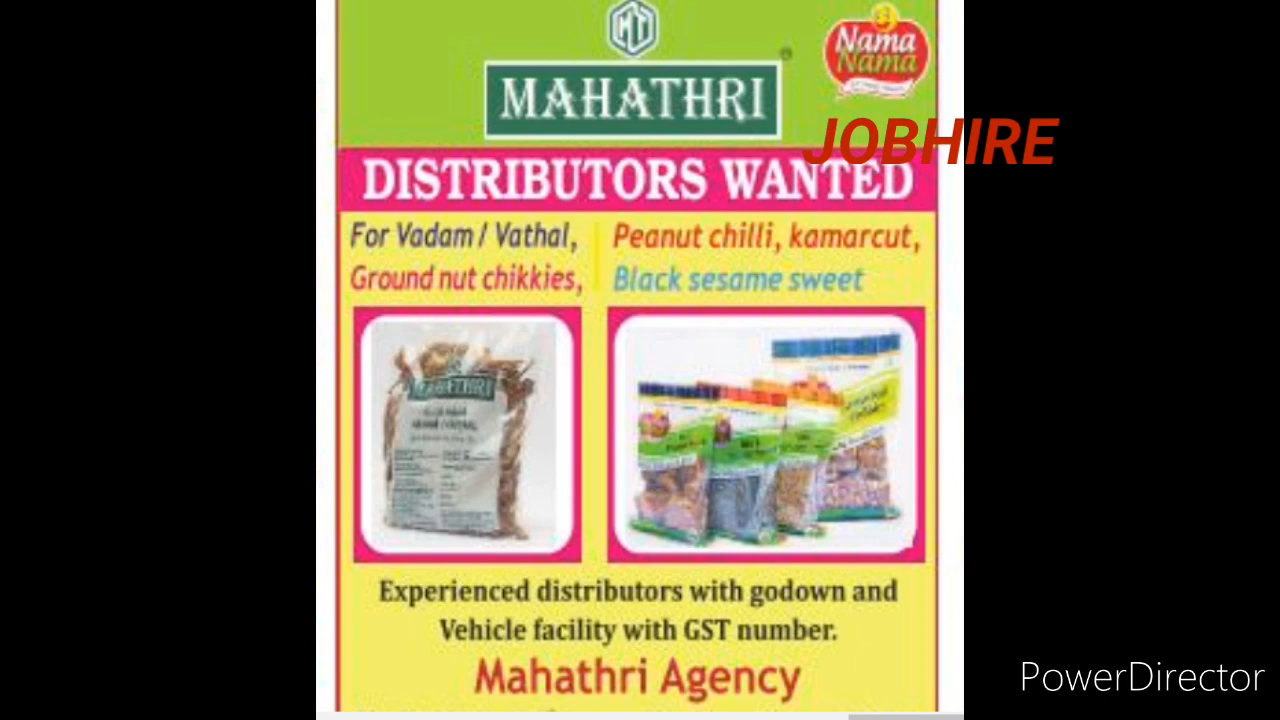 MAHATHRI
Nama
Nama
JOBHIRE
DISTRIBUTORS WANTED
For Vadam / Vathal,
Ground nut chikkies,
Peanut chilli, kamarcut,
Black sesame sweet
MAHATHRI
Experienced distributors with godown and
Vehicle facility with GST number.
Mahathri Agency
PowerDirector